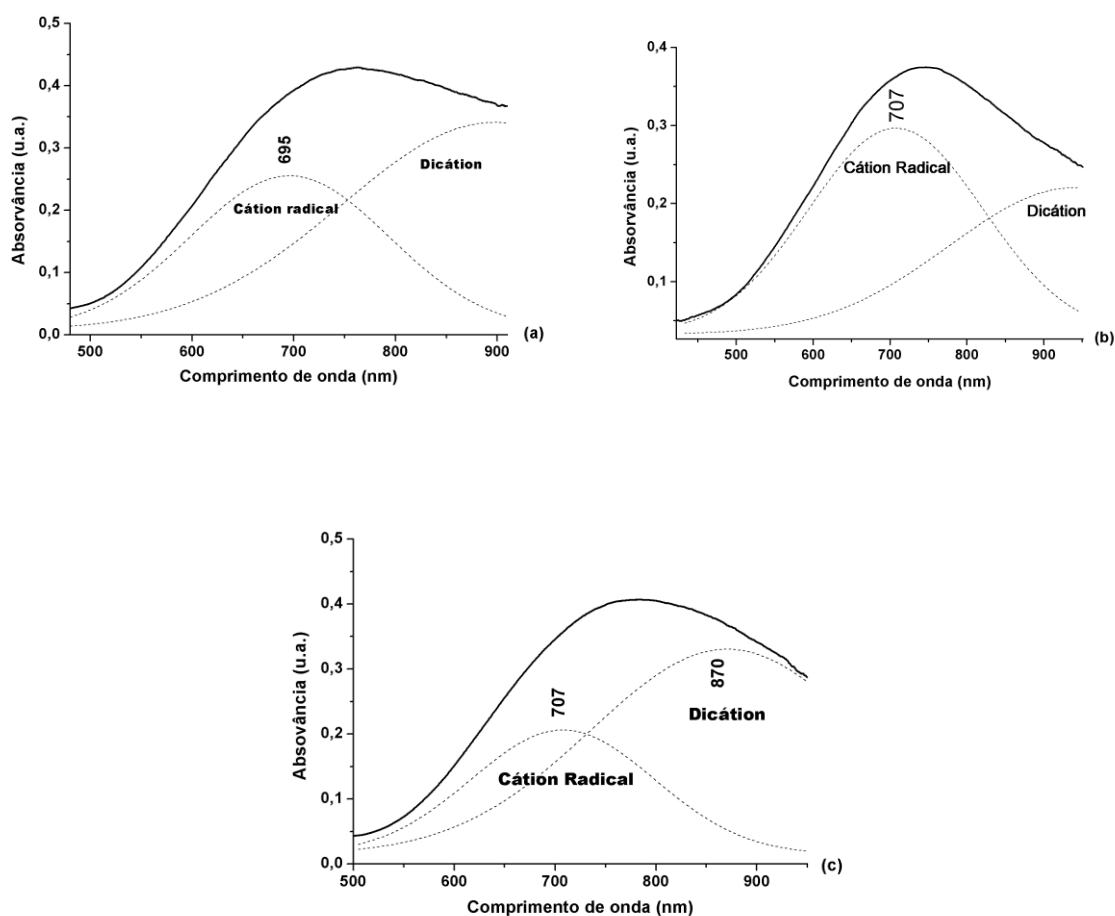 0,5
0,4
0,3
0,2
0,1
0,0
Absorvância (u.a.)
695
Cátion radical
Dicátion
500 600 700 800 900
Comprimento de onda (nm)
(a)
0,4
0,3
0,2
0,1
Absorvância (u.a.)
707
Cátion Radical
Dicátion
500 600 700 800 900
Comprimento de onda (nm)
(b)
0,5
0,4
0,3
0,2
0,1
0,0
Absovância (u.a.)
707
870
Dicátion
Cátion Radical
500 600 700 800 900
Comprimento de onda (nm)
(c)